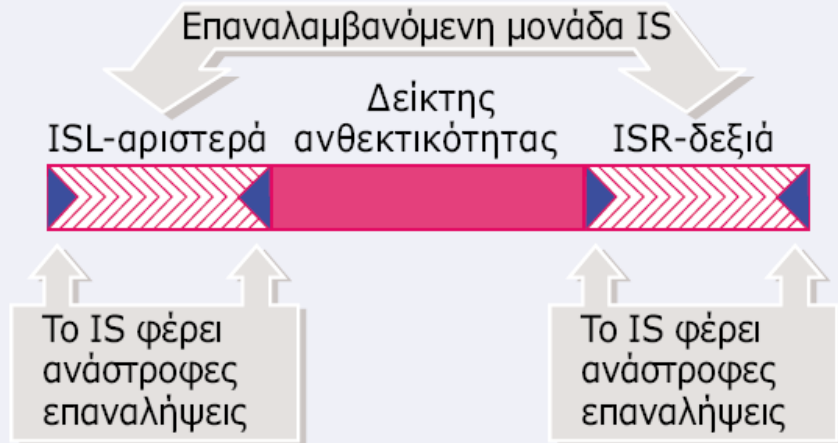 Επαναλαμβανόμενη μονάδα IS
ISL-αριστερά
Δείκτης
ανθεκτικότητας
ISR-δεξιά
Το IS φέρει
ανάστροφες
επαναλήψεις
Το IS φέρει
ανάστροφες
επαναλήψεις